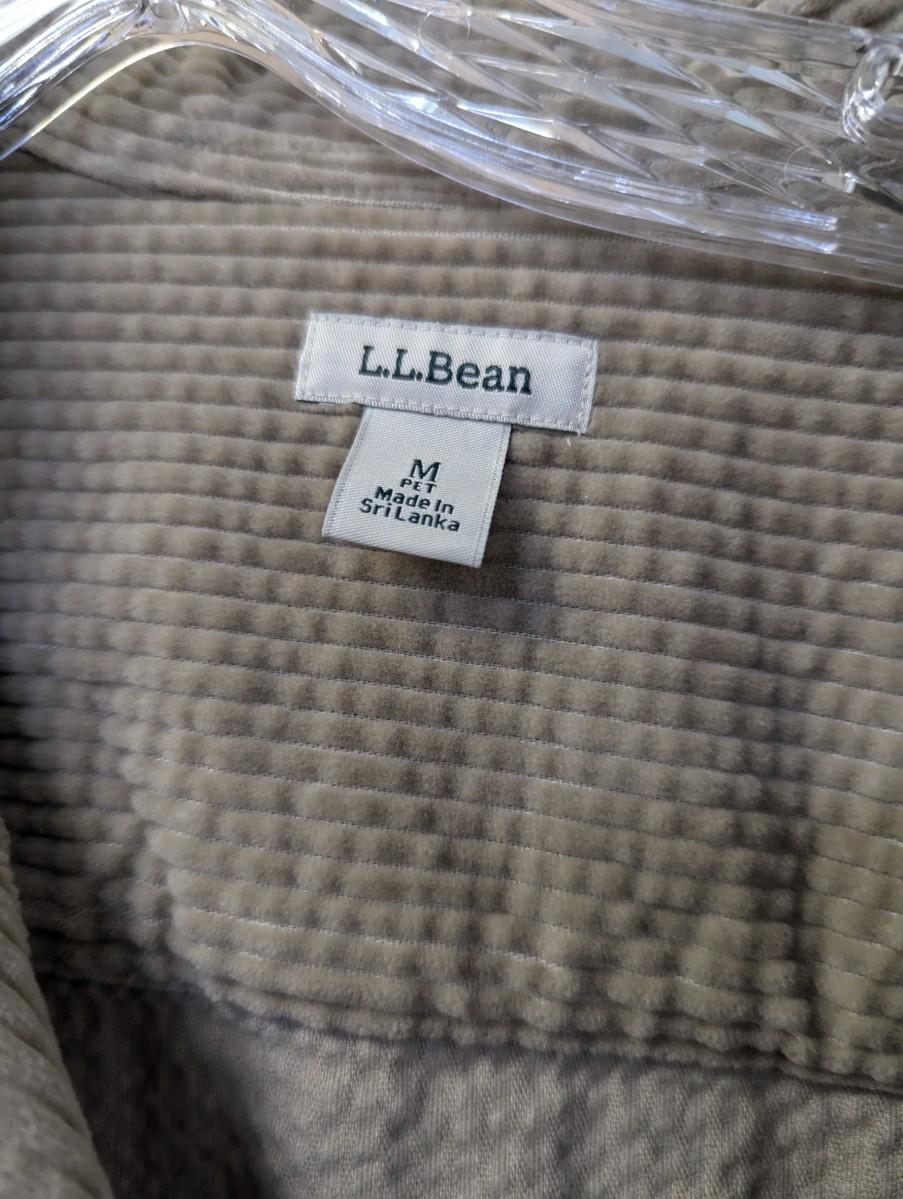 L.L.Bean
M
PET
Made In
Sri Lanka